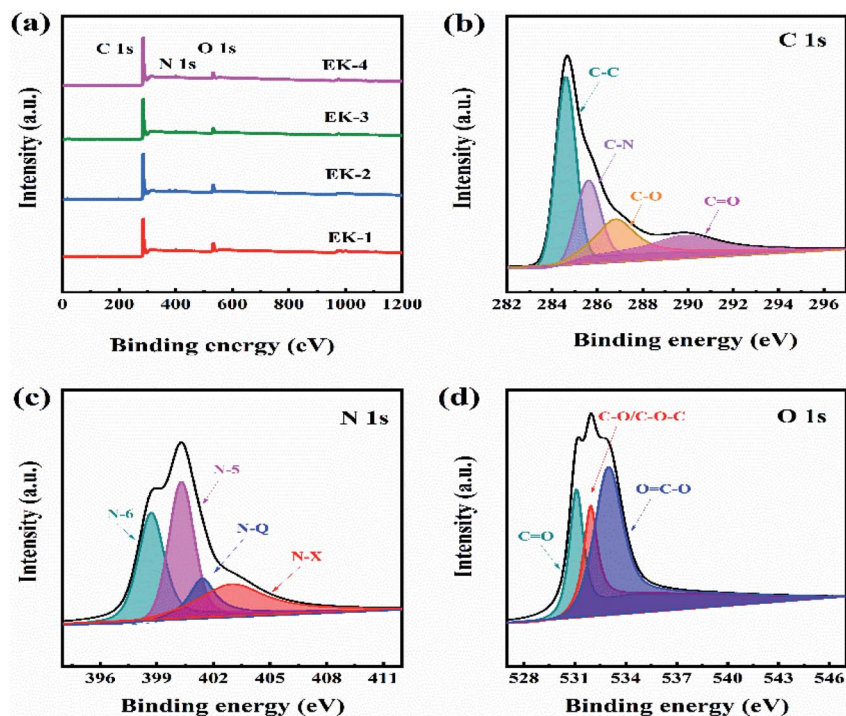 (a)
C 1s
N 1s
O 1s
EK-4
EK-3
EK-2
EK-1
Intensity (a.u.)
0 200 400 600 800 1000 1200
Binding energy (eV)
(b)
C 1s
C-C
C-N
C-O
C=O
Intensity (a.u.)
282 284 286 288 290 292 294 296
Binding energy (eV)
(c)
N 1s
N-6
N-5
N-Q
N-X
Intensity (a.u.)
396 399 402 405 408 411
Binding energy (eV)
(d)
O 1s
C-O/C-O-C
O=C-O
C=O
Intensity (a.u.)
528 531 534 537 540 543 546
Binding energy (eV)